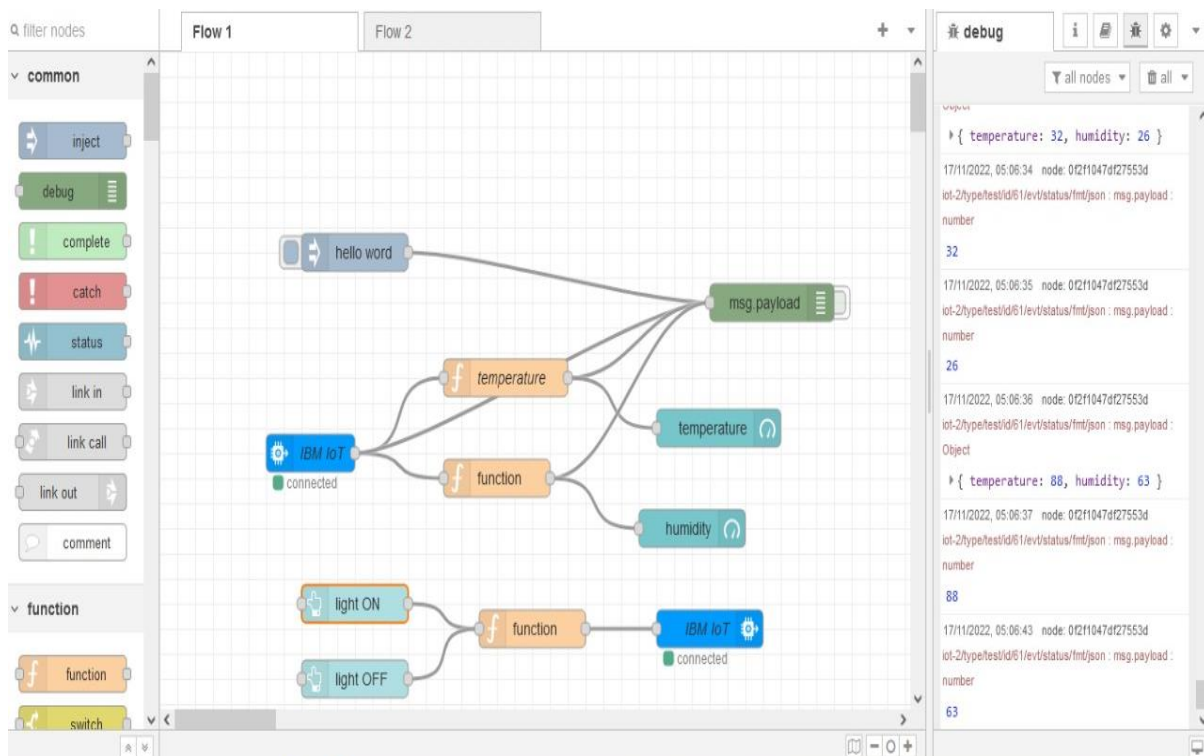 filter nodes
common
inject
debug
complete
catch
status
link in
link call
link out
comment
function
function
switch
Flow 1
Flow 2
hello word
msg.payload
temperature
temperature
IBM IoT
connected
function
humidity
light ON
function
IBM IoT
connected
light OFF
debug
i
all nodes
all
Object
{ temperature: 32, humidity: 26 }
17/11/2022, 05:06:34 node: 0f2f1047df27553d
iot-2/type/test/id/61/evt/status/fmt/json : msg.payload :
number
32
17/11/2022, 05:06:35 node: 0f2f1047df27553d
iot-2/type/test/id/61/evt/status/fmt/json : msg.payload :
number
26
17/11/2022, 05:06:36 node: 0f2f1047df27553d
iot-2/type/test/id/61/evt/status/fmt/json : msg.payload :
Object
{ temperature: 88, humidity: 63 }
17/11/2022, 05:06:37 node: 0f2f1047df27553d
iot-2/type/test/id/61/evt/status/fmt/json : msg.payload :
number
88
17/11/2022, 05:06:43 node: 0f2f1047df27553d
iot-2/type/test/id/61/evt/status/fmt/json : msg.payload :
number
63